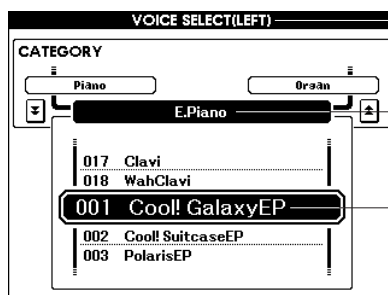 VOICE SELECT(LEFT)
CATEGORY
Piano Organ
E.Piano
017 Clavi
018 WahClavi
001 Cool! GalaxyEP
002 Cool! SuitcaseEP
003 PolarisEP